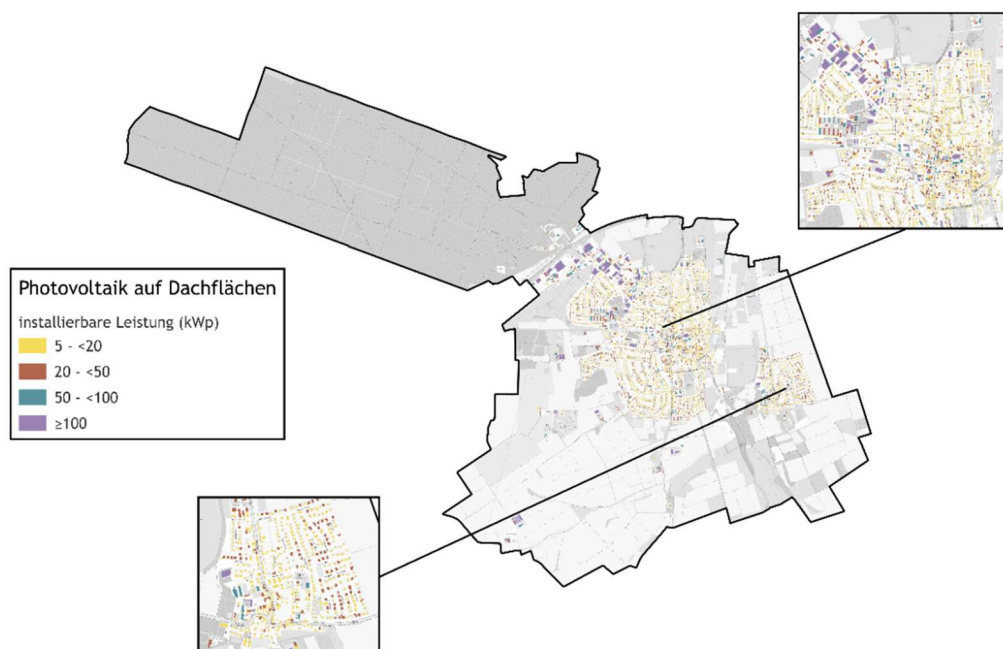 Photovoltaik auf Dachflächen
installierbare Leistung (kWp)
5 - <20
20 - <50
50 - <100
≥100